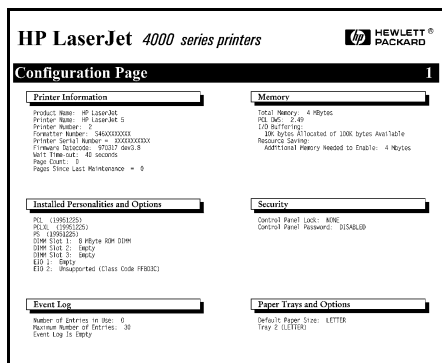 HP LaserJet 4000 series printers
hp HEWLETT ® PACKARD
Configuration Page 1
Printer Information
Product Name: HP LaserJet
Printer Name: HP LaserJet 5
Printer Number: 2
Formatter Number: S46XXXXXXX
Printer Serial Number = XXXXXXXXXX
Firmware Datecode: 970317 dev3.8
Wait Time-out: 40 seconds
Page Count: 0
Pages Since Last Maintenance = 0
Memory
Total Memory: 4 MBytes
PCL DWS: 2.49
I/O Buffering:
10K bytes Allocated of 100K bytes Available
Resource Saving:
Additional Memory Needed to Enable: 4 Mbytes
Installed Personalities and Options
PCL (19951225)
PCLXL (19951225)
PS (19951225)
DIMM Slot 1: 8 MByte ROM DIMM
DIMM Slot 2: Empty
DIMM Slot 3: Empty
EIO 1: Empty
EIO 2: Unsupported (Class Code FFB03C)
Security
Control Panel Lock: NONE
Control Panel Password: DISABLED
Event Log
Number of Entries in Use: 0
Maximum Number of Entries: 30
Event Log Is Empty
Paper Trays and Options
Default Paper Size: LETTER
Tray 2 (LETTER)